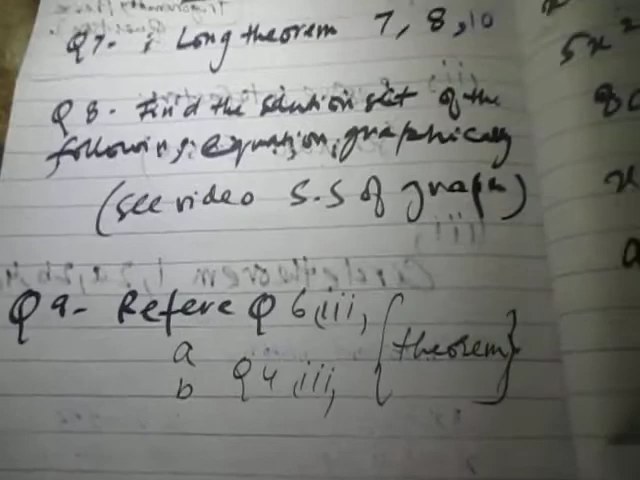 Q7- i Long theorem 7, 8, 10
Q8- Find the solution set of the
following equation, graphically
(see video S.S of graph)
Q9- Refere Q 6,iii,
a
b Q4,iii, {theorem}
5x²
x
a